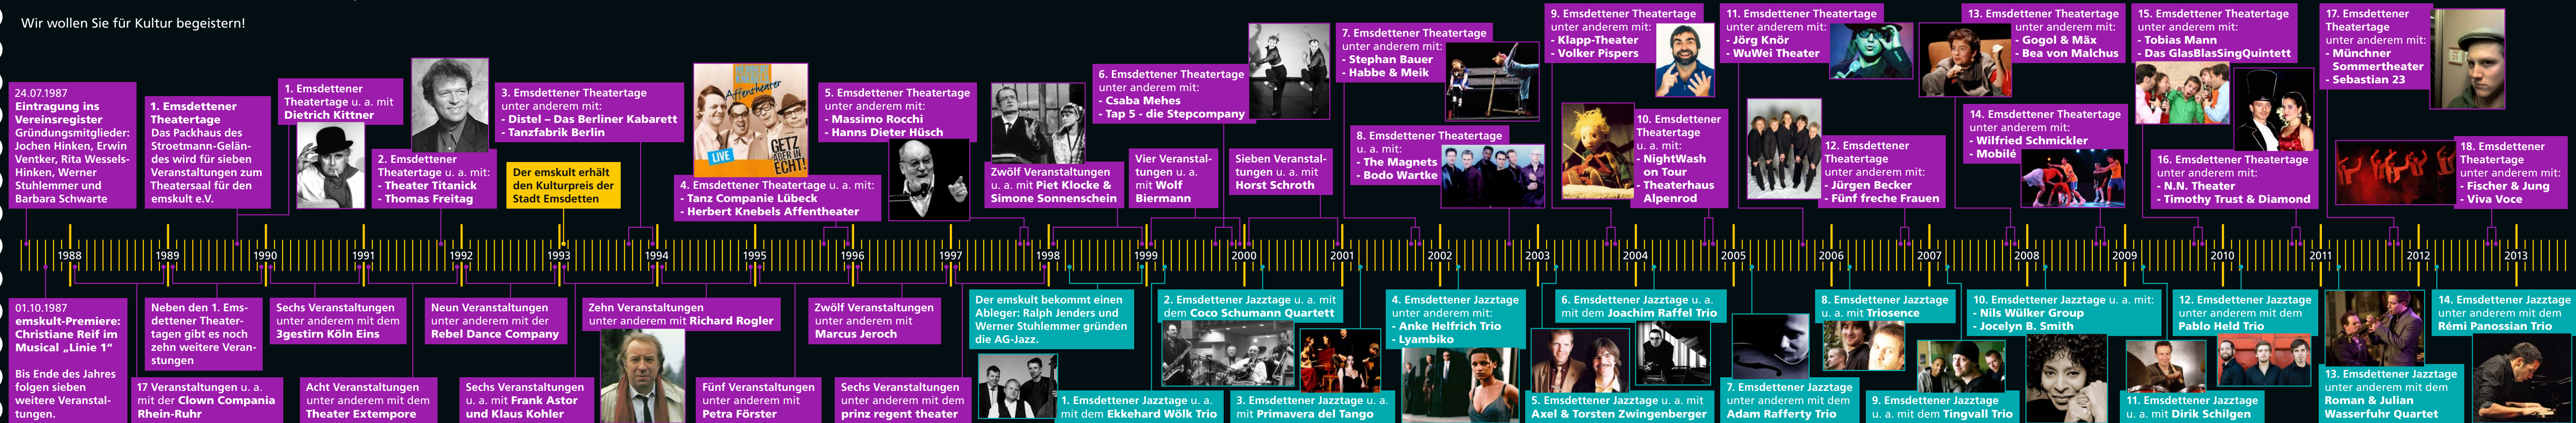 Wir wollen Sie für Kultur begeistern!
24.07.1987
Eintragung ins
Vereinsregister
Gründungsmitglieder:
Jochen Hinken, Erwin
Ventker, Rita Wessels-
Hinken, Werner
Stuhlemmer und
Barbara Schwarte
1. Emsdettener
Theatertage
Das Packhaus des
Stroetmann-Gelän-
des wird für sieben
Veranstaltungen zum
Theatersaal für den
emskult e.V.
1. Emsdettener
Theatertage u. a. mit
Dietrich Kittner
2. Emsdettener
Theatertage u. a. mit:
- Theater Titanick
- Thomas Freitag
3. Emsdettener Theatertage
unter anderem mit:
- Distel – Das Berliner Kabarett
- Tanzfabrik Berlin
Der emskult erhält
den Kulturpreis der
Stadt Emsdetten
Affentheater
LIVE
GETZ
ABER IN
ECHT!
4. Emsdettener Theatertage u. a. mit:
- Tanz Companie Lübeck
- Herbert Knebels Affentheater
5. Emsdettener Theatertage
unter anderem mit:
- Massimo Rocchi
- Hanns Dieter Hüsch
Zwölf Veranstaltungen
u. a. mit Piet Klocke &
Simone Sonnenschein
6. Emsdettener Theatertage
unter anderem mit:
- Csaba Mehes
- Tap 5 - die Stepcompany
Vier Veranstal-
tungen u. a.
mit Wolf
Biermann
Sieben Veranstal-
tungen u. a. mit
Horst Schroth
7. Emsdettener Theatertage
unter anderem mit:
- Stephan Bauer
- Habbe & Meik
8. Emsdettener Theatertage
u. a. mit:
- The Magnets
- Bodo Wartke
9. Emsdettener Theatertage
unter anderem mit:
- Klapp-Theater
- Volker Pispers
10. Emsdettener
Theatertage
u. a. mit:
- NightWash
on Tour
- Theaterhaus
Alpenrod
11. Emsdettener Theatertage
unter anderem mit:
- Jörg Knör
- WuWei Theater
12. Emsdettener
Theatertage
unter anderem mit:
- Jürgen Becker
- Fünf freche Frauen
13. Emsdettener Theatertage
unter anderem mit:
- Gogol & Mäx
- Bea von Malchus
14. Emsdettener Theatertage
unter anderem mit:
- Wilfried Schmickler
- Mobilé
15. Emsdettener Theatertage
unter anderem mit:
- Tobias Mann
- Das GlasBlasSingQuintett
16. Emsdettener Theatertage
unter anderem mit:
- N.N. Theater
- Timothy Trust & Diamond
17. Emsdettener
Theatertage
unter anderem mit:
- Münchner
Sommertheater
- Sebastian 23
18. Emsdettener
Theatertage
unter anderem mit:
- Fischer & Jung
- Viva Voce
1988 1989 1990 1991 1992 1993 1994 1995 1996 1997 1998 1999 2000 2001 2002 2003 2004 2005 2006 2007 2008 2009 2010 2011 2012 2013
01.10.1987
emskult-Premiere:
Christiane Reif im
Musical „Linie 1“
Bis Ende des Jahres
folgen sieben
weitere Veranstal-
tungen.
Neben den 1. Ems-
dettener Theater-
tagen gibt es noch
zehn weitere Veran-
stungen
17 Veranstaltungen u. a.
mit der Clown Compania
Rhein-Ruhr
Sechs Veranstaltungen
unter anderem mit dem
3gestirn Köln Eins
Acht Veranstaltungen
unter anderem mit dem
Theater Extempore
Neun Veranstaltungen
unter anderem mit der
Rebel Dance Company
Sechs Veranstaltungen
u. a. mit Frank Astor
und Klaus Kohler
Zehn Veranstaltungen
unter anderem mit Richard Rogler
Fünf Veranstaltungen
unter anderem mit
Petra Förster
Zwölf Veranstaltungen
unter anderem mit
Marcus Jeroch
Sechs Veranstaltungen
unter anderem mit dem
prinz regent theater
Der emskult bekommt einen
Ableger: Ralph Jenders und
Werner Stuhlemmer gründen
die AG-Jazz.
1. Emsdettener Jazztage u. a.
mit dem Ekkehard Wölk Trio
2. Emsdettener Jazztage u. a. mit
dem Coco Schumann Quartett
3. Emsdettener Jazztage u. a.
mit Primavera del Tango
4. Emsdettener Jazztage
unter anderem mit:
- Anke Helfrich Trio
- Lyambiko
5. Emsdettener Jazztage u. a. mit
Axel & Torsten Zwingenberger
6. Emsdettener Jazztage u. a.
mit dem Joachim Raffel Trio
7. Emsdettener Jazztage
unter anderem mit dem
Adam Rafferty Trio
8. Emsdettener Jazztage
u. a. mit Triosence
9. Emsdettener Jazztage
u. a. mit dem Tingvall Trio
10. Emsdettener Jazztage u. a. mit:
- Nils Wülker Group
- Jocelyn B. Smith
11. Emsdettener Jazztage
u. a. mit Dirik Schilgen
12. Emsdettener Jazztage
unter anderem mit dem
Pablo Held Trio
13. Emsdettener Jazztage
unter anderem mit dem
Roman & Julian
Wasserfuhr Quartet
14. Emsdettener Jazztage
unter anderem mit dem
Rémi Panossian Trio